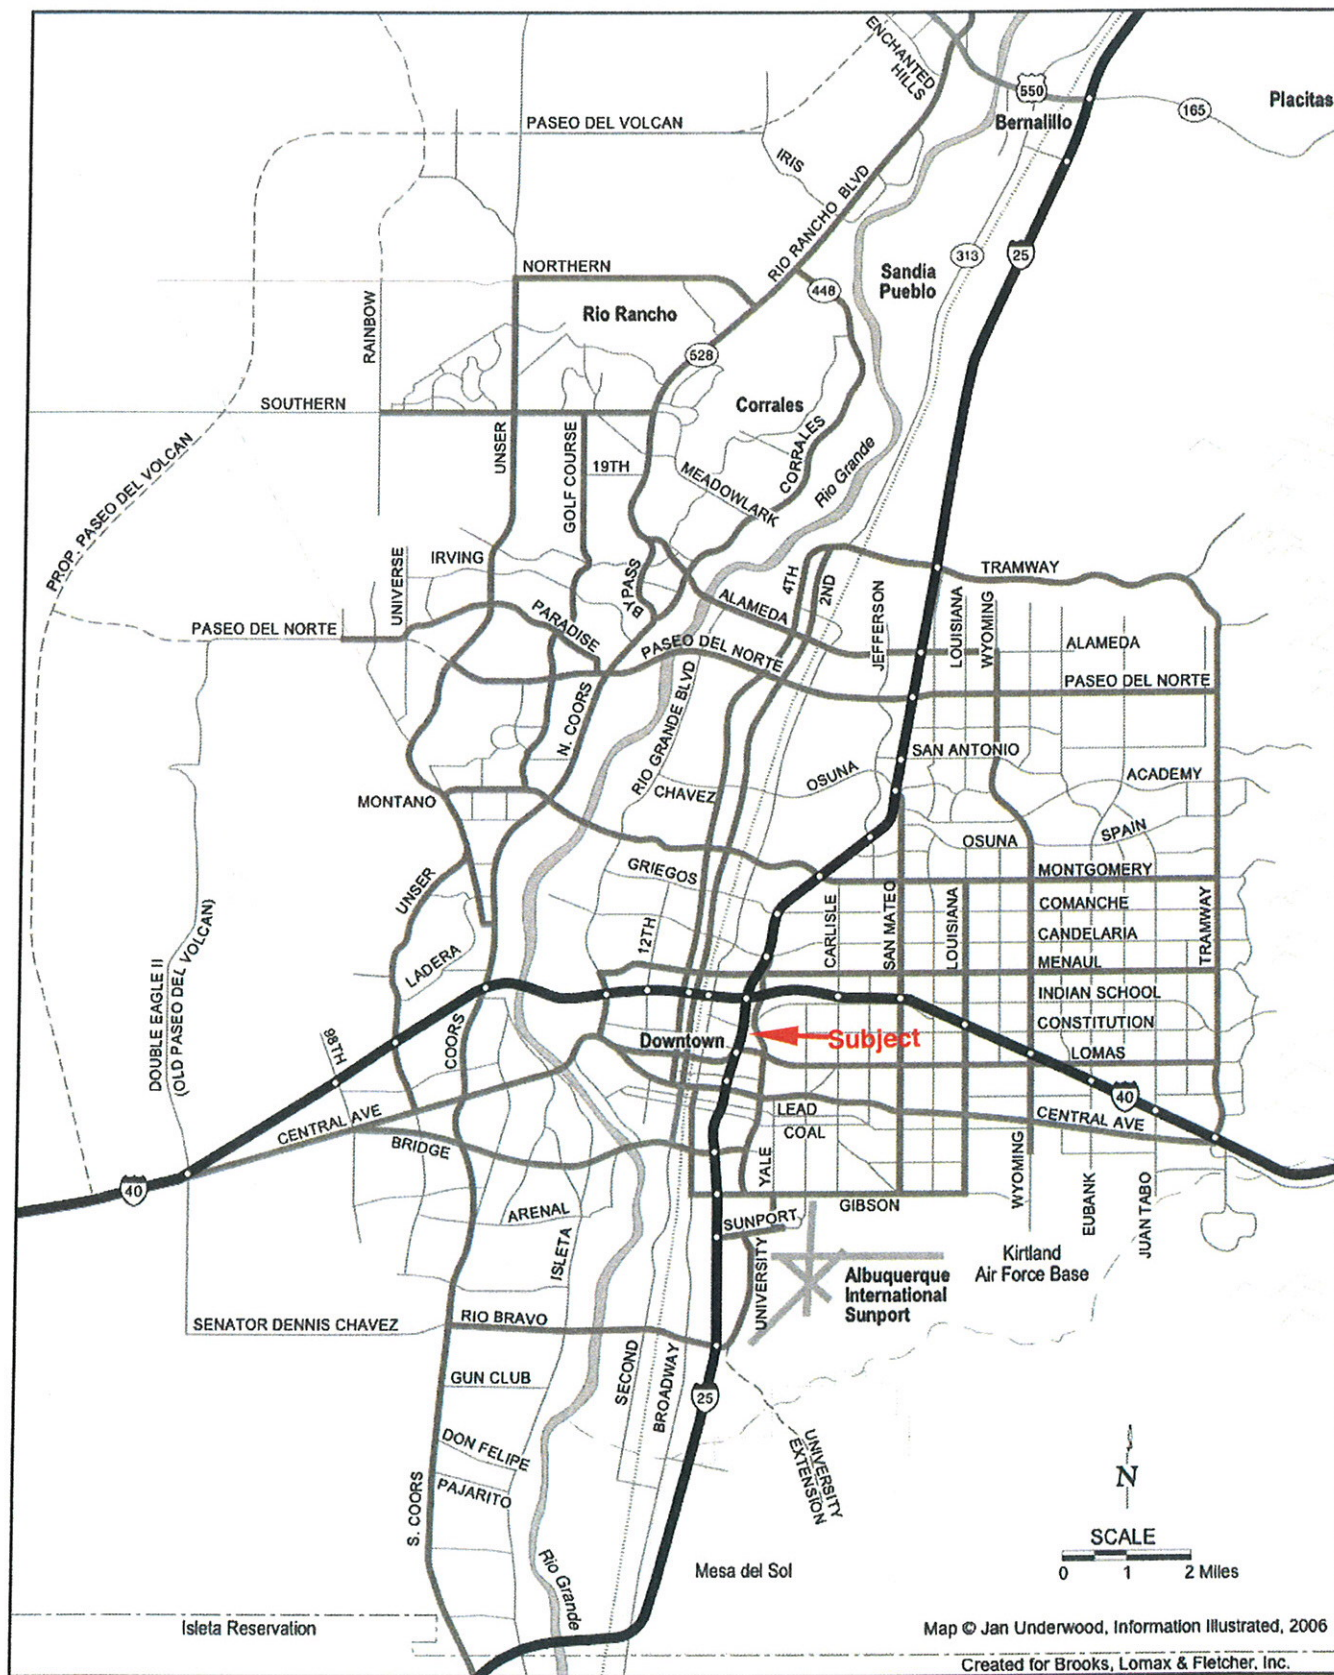 ENCHANTED
HILLS
550
Bernalillo
165
Placitas
PASEO DEL VOLCAN
IRIS
RIO RANCHO BLVD
NORTHERN
448
Sandia
Pueblo
313
25
Rio Rancho
RAINBOW
528
SOUTHERN
Corrales
UNSER
GOLF COURSE
19TH
MEADOWLARK
CORRALES
Rio Grande
PROP. PASEO DEL VOLCAN
UNIVERSE
IRVING
BY PASS
4TH
2ND
TRAMWAY
PASEO DEL NORTE
PARADISE
ALAMEDA
JEFFERSON
LOUISIANA
WYOMING
ALAMEDA
PASEO DEL NORTE
PASEO DEL NORTE
N. COORS
RIO GRANDE BLVD
SAN ANTONIO
MONTANO
CHAVEZ
OSUNA
ACADEMY
OSUNA
SPAIN
UNSER
GRIEGOS
MONTGOMERY
12TH
CARLISLE
SAN MATEO
LOUISIANA
COMANCHE
CANDELARIA
TRAMWAY
LADERA
MENAUL
INDIAN SCHOOL
CONSTITUTION
DOUBLE EAGLE II
(OLD PASEO DEL VOLCAN)
98TH
COORS
Downtown
Subject
LOMAS
40
CENTRAL AVE
BRIDGE
LEAD
COAL
CENTRAL AVE
40
YALE
WYOMING
EUBANK
JUAN TABO
ARENAL
ISLETA
GIBSON
SUNPORT
UNIVERSITY
Kirtland
Air Force Base
Albuquerque
International
Sunport
SENATOR DENNIS CHAVEZ
RIO BRAVO
GUN CLUB
SECOND
BROADWAY
25
DON FELIPE
PAJARITO
S. COORS
UNIVERSITY
EXTENSION
N
SCALE
0 1 2 Miles
Rio Grande
Mesa del Sol
Isleta Reservation
Map © Jan Underwood, Information Illustrated, 2006
Created for Brooks, Lomax & Fletcher, Inc.